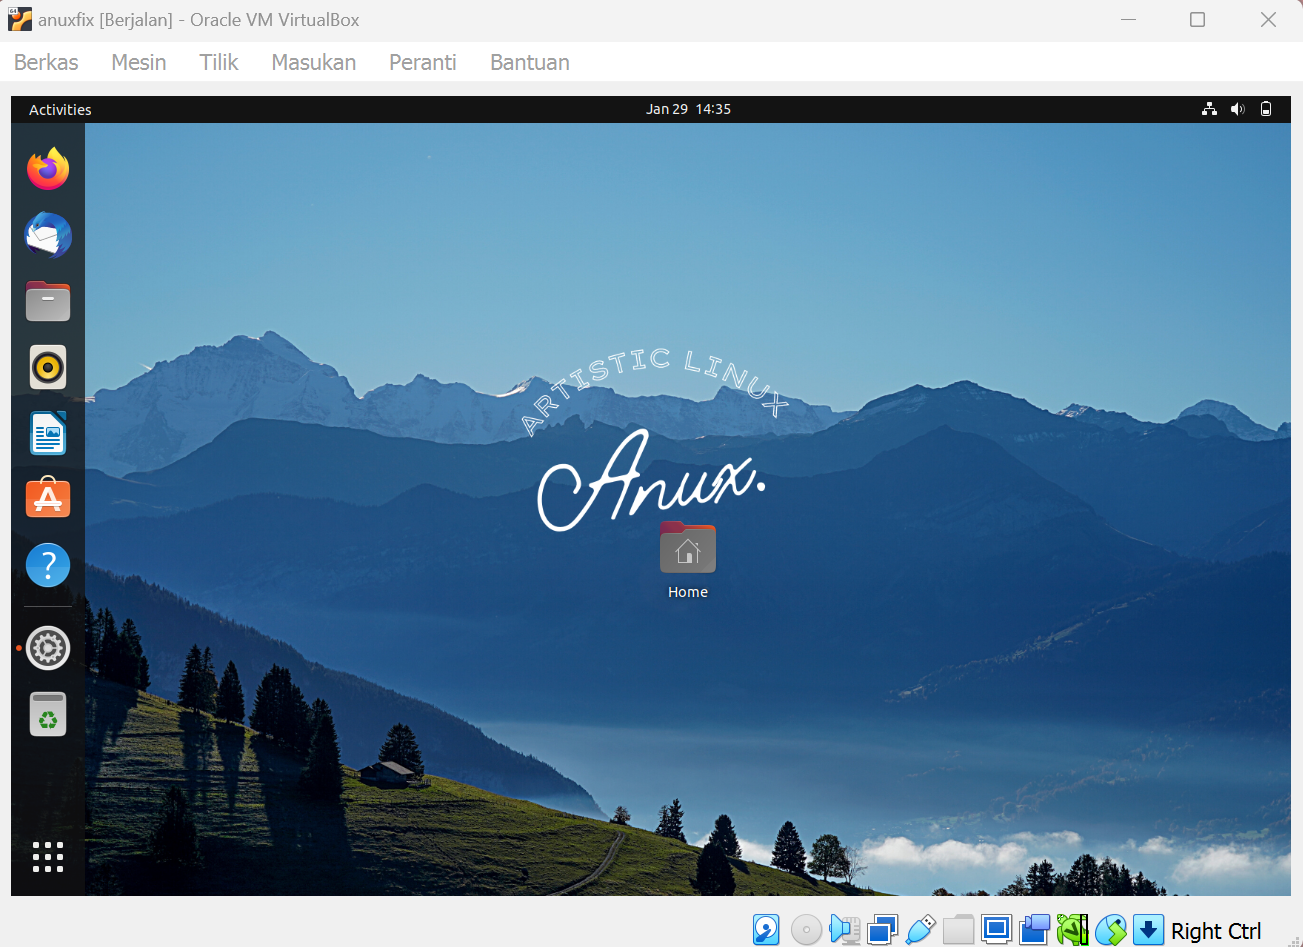 anuxfix [Berjalan] - Oracle VM VirtualBox
Berkas Mesin Tilik Masukan Peranti Bantuan
Activities Jan 29 14:35
ARTISTIC LINUX
Anux.
Home
Right Ctrl